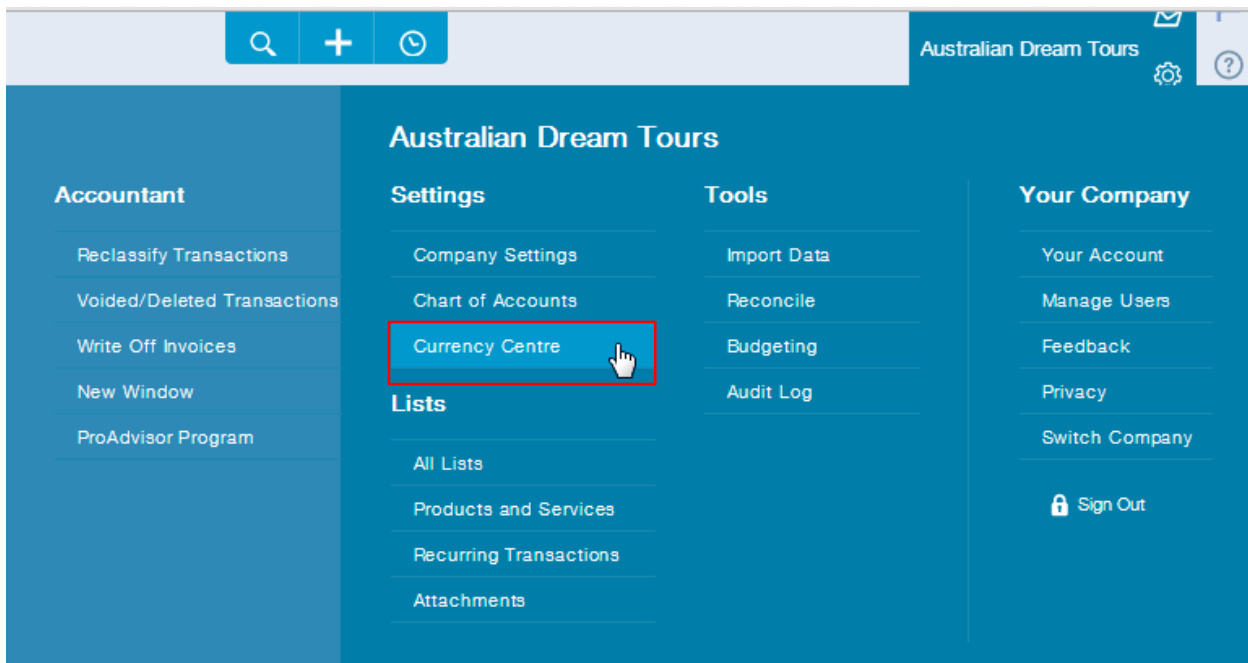 Australian Dream Tours
?
Australian Dream Tours
Accountant
Reclassify Transactions
Voided/Deleted Transactions
Write Off Invoices
New Window
ProAdvisor Program
Settings
Company Settings
Chart of Accounts
Currency Centre
Lists
All Lists
Products and Services
Recurring Transactions
Attachments
Tools
Import Data
Reconcile
Budgeting
Audit Log
Your Company
Your Account
Manage Users
Feedback
Privacy
Switch Company
Sign Out